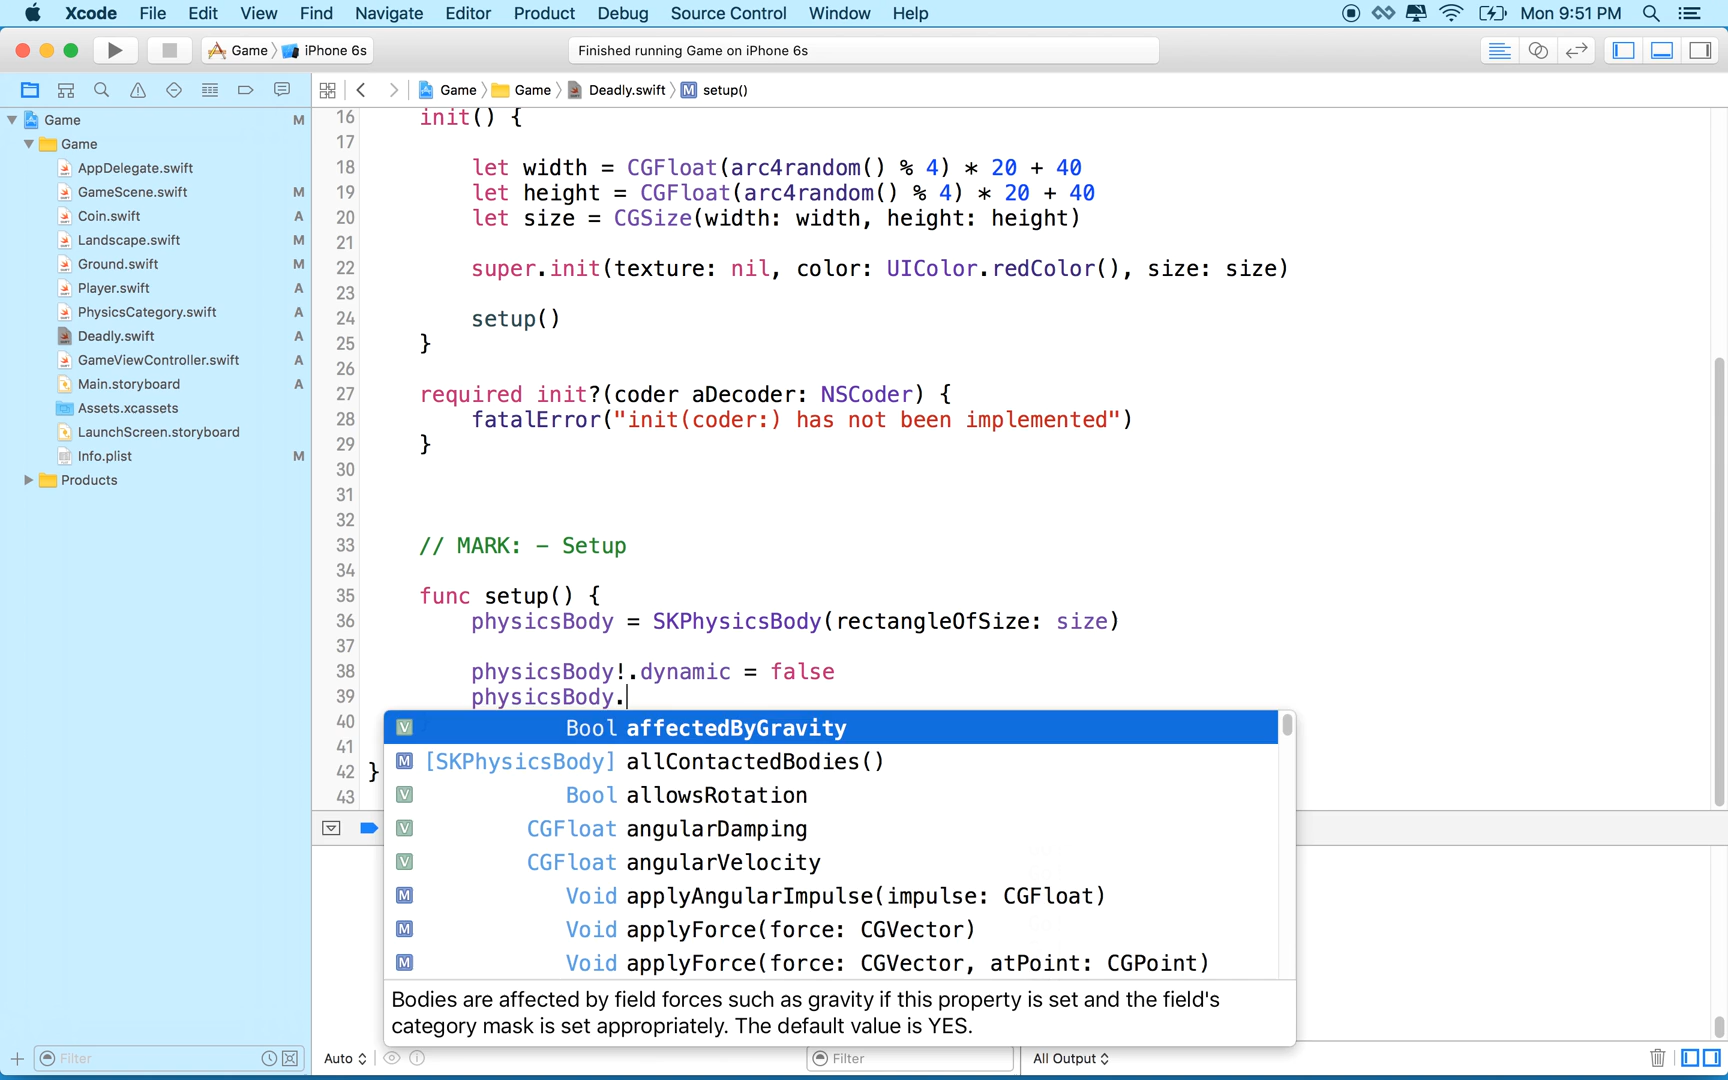 Xcode File Edit View Find Navigate Editor Product Debug Source Control Window Help Mon 9:51 PM
Game iPhone 6s Finished running Game on iPhone 6s
Game Game Deadly.swift M setup()
Game M
Game
AppDelegate.swift
GameScene.swift M
Coin.swift A
Landscape.swift M
Ground.swift M
Player.swift A
PhysicsCategory.swift A
Deadly.swift A
GameViewController.swift A
Main.storyboard A
Assets.xcassets
LaunchScreen.storyboard
Info.plist M
Products
Filter
16 init() {
17
18 let width = CGFloat(arc4random() % 4) * 20 + 40
19 let height = CGFloat(arc4random() % 4) * 20 + 40
20 let size = CGSize(width: width, height: height)
21
22 super.init(texture: nil, color: UIColor.redColor(), size: size)
23
24 setup()
25 }
26
27 required init?(coder aDecoder: NSCoder) {
28 fatalError("init(coder:) has not been implemented")
29 }
30
31
32
33 // MARK: - Setup
34
35 func setup() {
36 physicsBody = SKPhysicsBody(rectangleOfSize: size)
37
38 physicsBody!.dynamic = false
39 physicsBody.
40
41
42 }
43
V Bool affectedByGravity
M [SKPhysicsBody] allContactedBodies()
V Bool allowsRotation
V CGFloat angularDamping
V CGFloat angularVelocity
M Void applyAngularImpulse(impulse: CGFloat)
M Void applyForce(force: CGVector)
M Void applyForce(force: CGVector, atPoint: CGPoint)
Bodies are affected by field forces such as gravity if this property is set and the field's
category mask is set appropriately. The default value is YES.
Auto Filter All Output